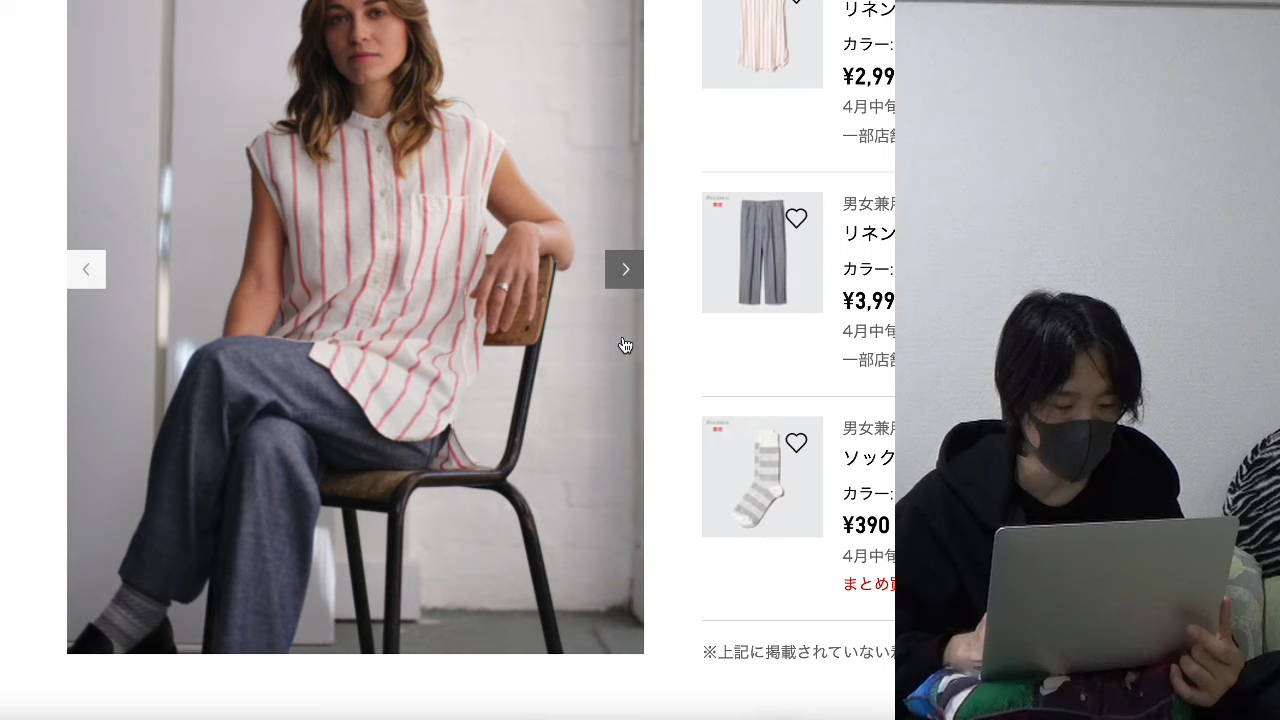 リネン
カラー:
¥2,99
4月中旬
一部店舗
男女兼用
リネン
カラー:
¥3,99
4月中旬
一部店舗
男女兼用
ソック
カラー:
¥390
4月中旬
まとめ買
※上記に掲載されていない